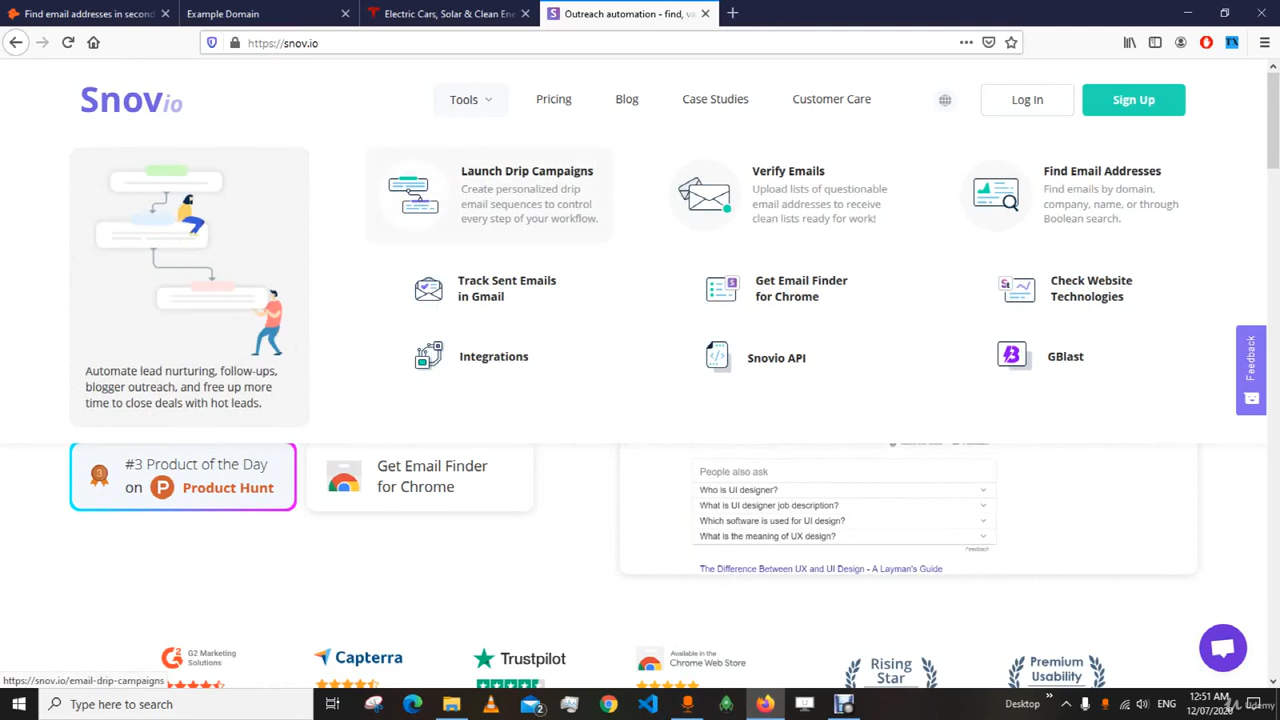 Find email addresses in second
Example Domain
Electric Cars, Solar & Clean Ene
Outreach automation - find, va
https://snov.io
Snovio
Tools
Pricing
Blog
Case Studies
Customer Care
Log In
Sign Up
Launch Drip Campaigns
Create personalized drip
email sequences to control
every step of your workflow.
Verify Emails
Upload lists of questionable
email addresses to receive
clean lists ready for work!
Find Email Addresses
Find emails by domain,
company, name, or through
Boolean search.
Track Sent Emails
in Gmail
Get Email Finder
for Chrome
Check Website
Technologies
Integrations
Snovio API
GBlast
Automate lead nurturing, follow-ups,
blogger outreach, and free up more
time to close deals with hot leads.
Feedback
#3 Product of the Day
on P Product Hunt
Get Email Finder
for Chrome
People also ask
Who is UI designer?
What is UI designer job description?
Which software is used for UI design?
What is the meaning of UX design?
Feedback
The Difference Between UX and UI Design - A Layman's Guide
G2 Marketing
Solutions
Capterra
Trustpilot
Available in the
Chrome Web Store
Rising
Star
Premium
Usability
https://snov.io/email-drip-campaigns
Type here to search
2
Desktop
ENG
12:51 AM
12/07/20
Udemy